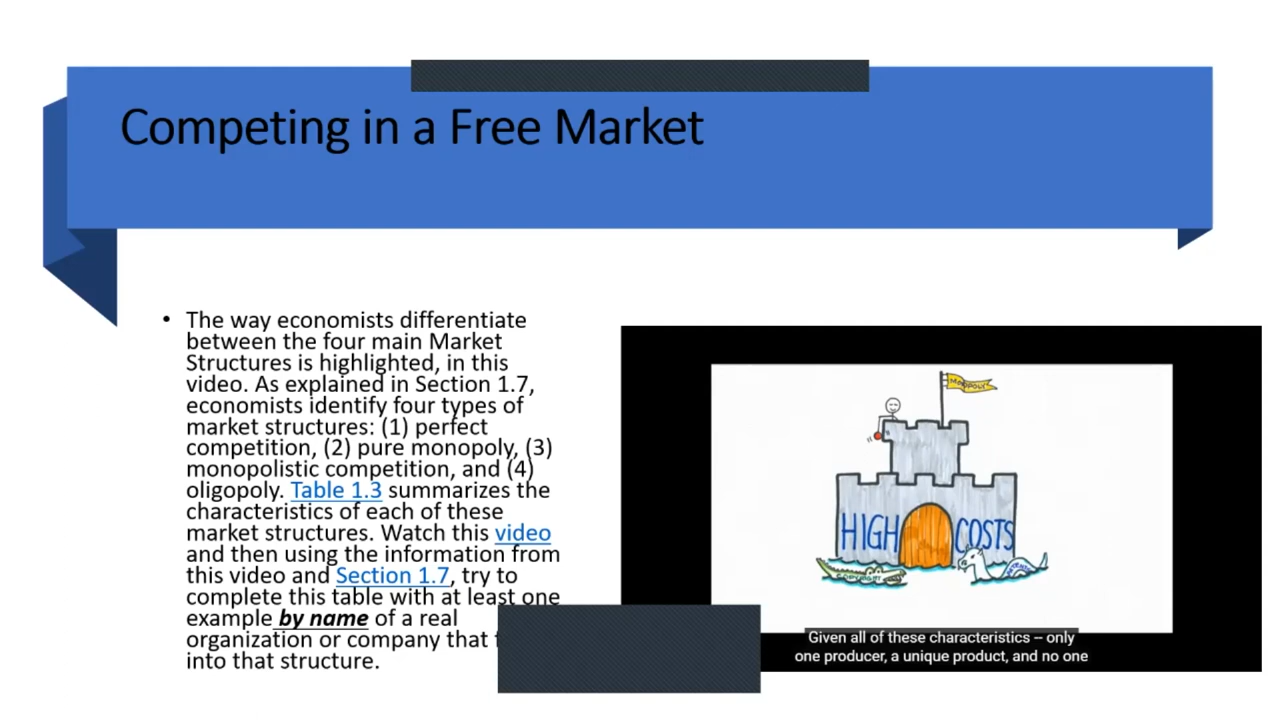 Competing in a Free Market
• The way economists differentiate
between the four main Market
Structures is highlighted, in this
video. As explained in Section 1.7,
economists identify four types of
market structures: (1) perfect
competition, (2) pure monopoly, (3)
monopolistic competition, and (4)
oligopoly. Table 1.3 summarizes the
characteristics of each of these
market structures. Watch this video
and then using the information from
this video and Section 1.7, try to
complete this table with at least one
example by name of a real
organization or company that
into that structure.
MONOPOLY
HIGH COSTS
COPYRIGHT
Given all of these characteristics -- only
one producer, a unique product, and no one